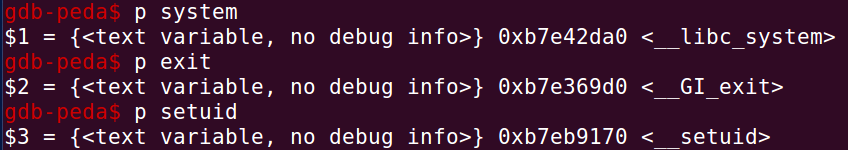 gdb-peda$ p system
$1 = {<text variable, no debug info>} 0xb7e42da0 <__libc_system>
gdb-peda$ p exit
$2 = {<text variable, no debug info>} 0xb7e369d0 <__GI_exit>
gdb-peda$ p setuid
$3 = {<text variable, no debug info>} 0xb7eb9170 <__setuid>